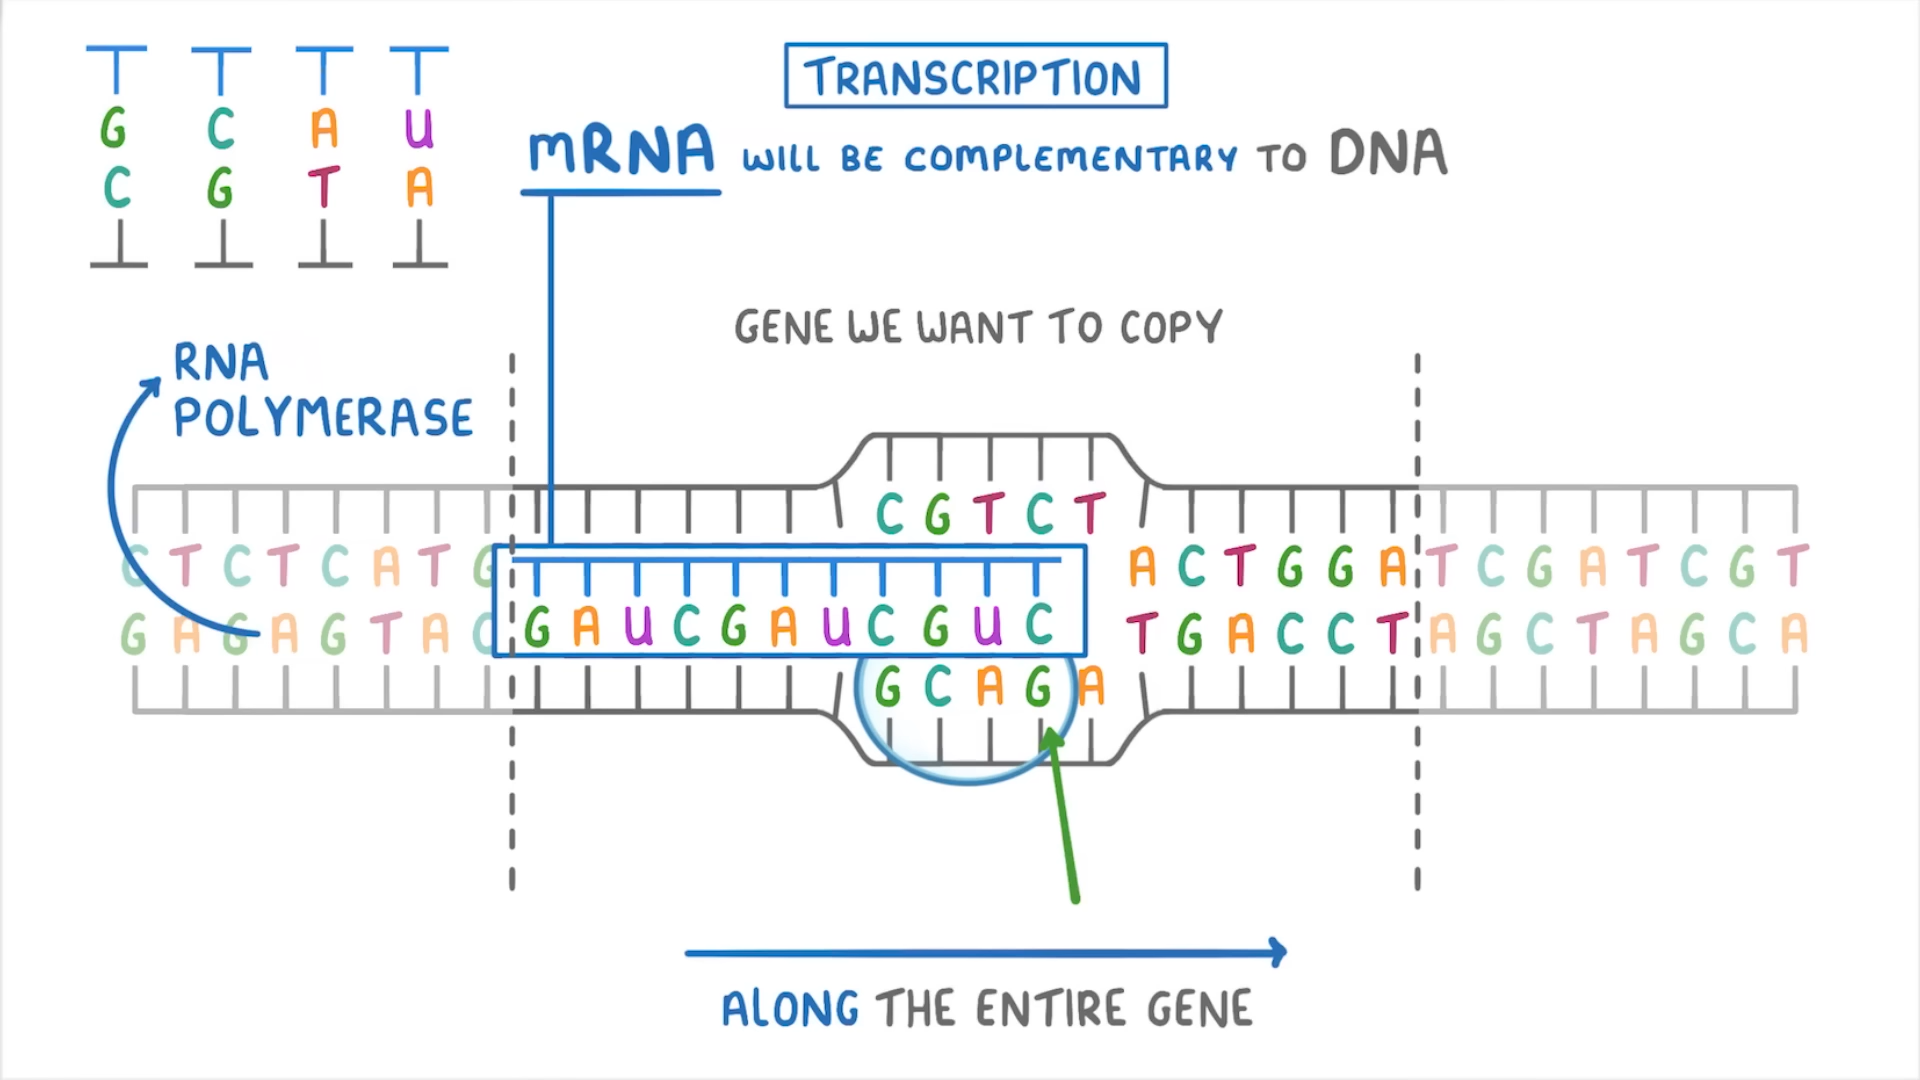 TRANSCRIPTION
G C A U
C G T A
mRNA WILL BE COMPLEMENTARY TO DNA
GENE WE WANT TO COPY
RNA
POLYMERASE
C G T C T
C T C T C A T G A C T G G A T C G A T C G T
G A U C G A U C G U C
G A G A G T A C T G A C C T A G C T A G C A
G C A G A
ALONG THE ENTIRE GENE